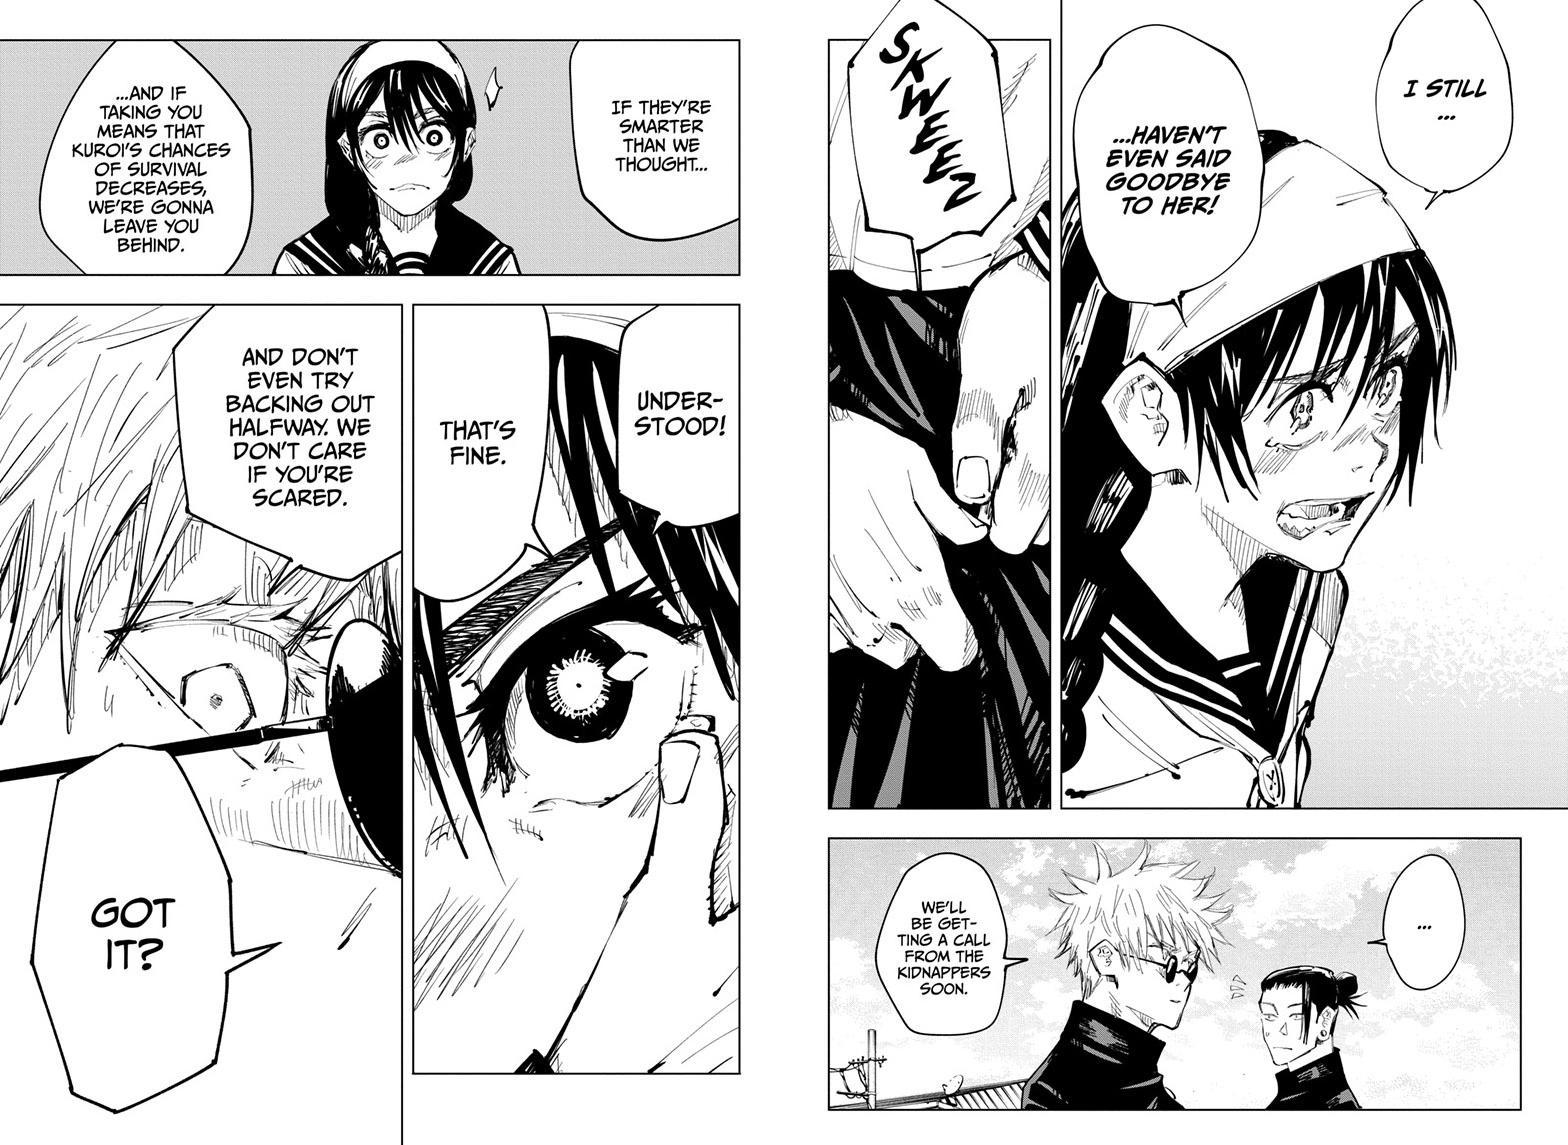 I STILL
...
...HAVEN'T
EVEN SAID
GOODBYE
TO HER!
SKWEEZ
...
WE'LL
BE GET-
TING A CALL
FROM THE
KIDNAPPERS
SOON.
IF THEY'RE
SMARTER
THAN WE
THOUGHT...
...AND IF
TAKING YOU
MEANS THAT
KUROI'S CHANCES
OF SURVIVAL
DECREASES,
WE'RE GONNA
LEAVE YOU
BEHIND.
UNDER-
STOOD!
THAT'S
FINE.
AND DON'T
EVEN TRY
BACKING OUT
HALFWAY. WE
DON'T CARE
IF YOU'RE
SCARED.
GOT
IT?